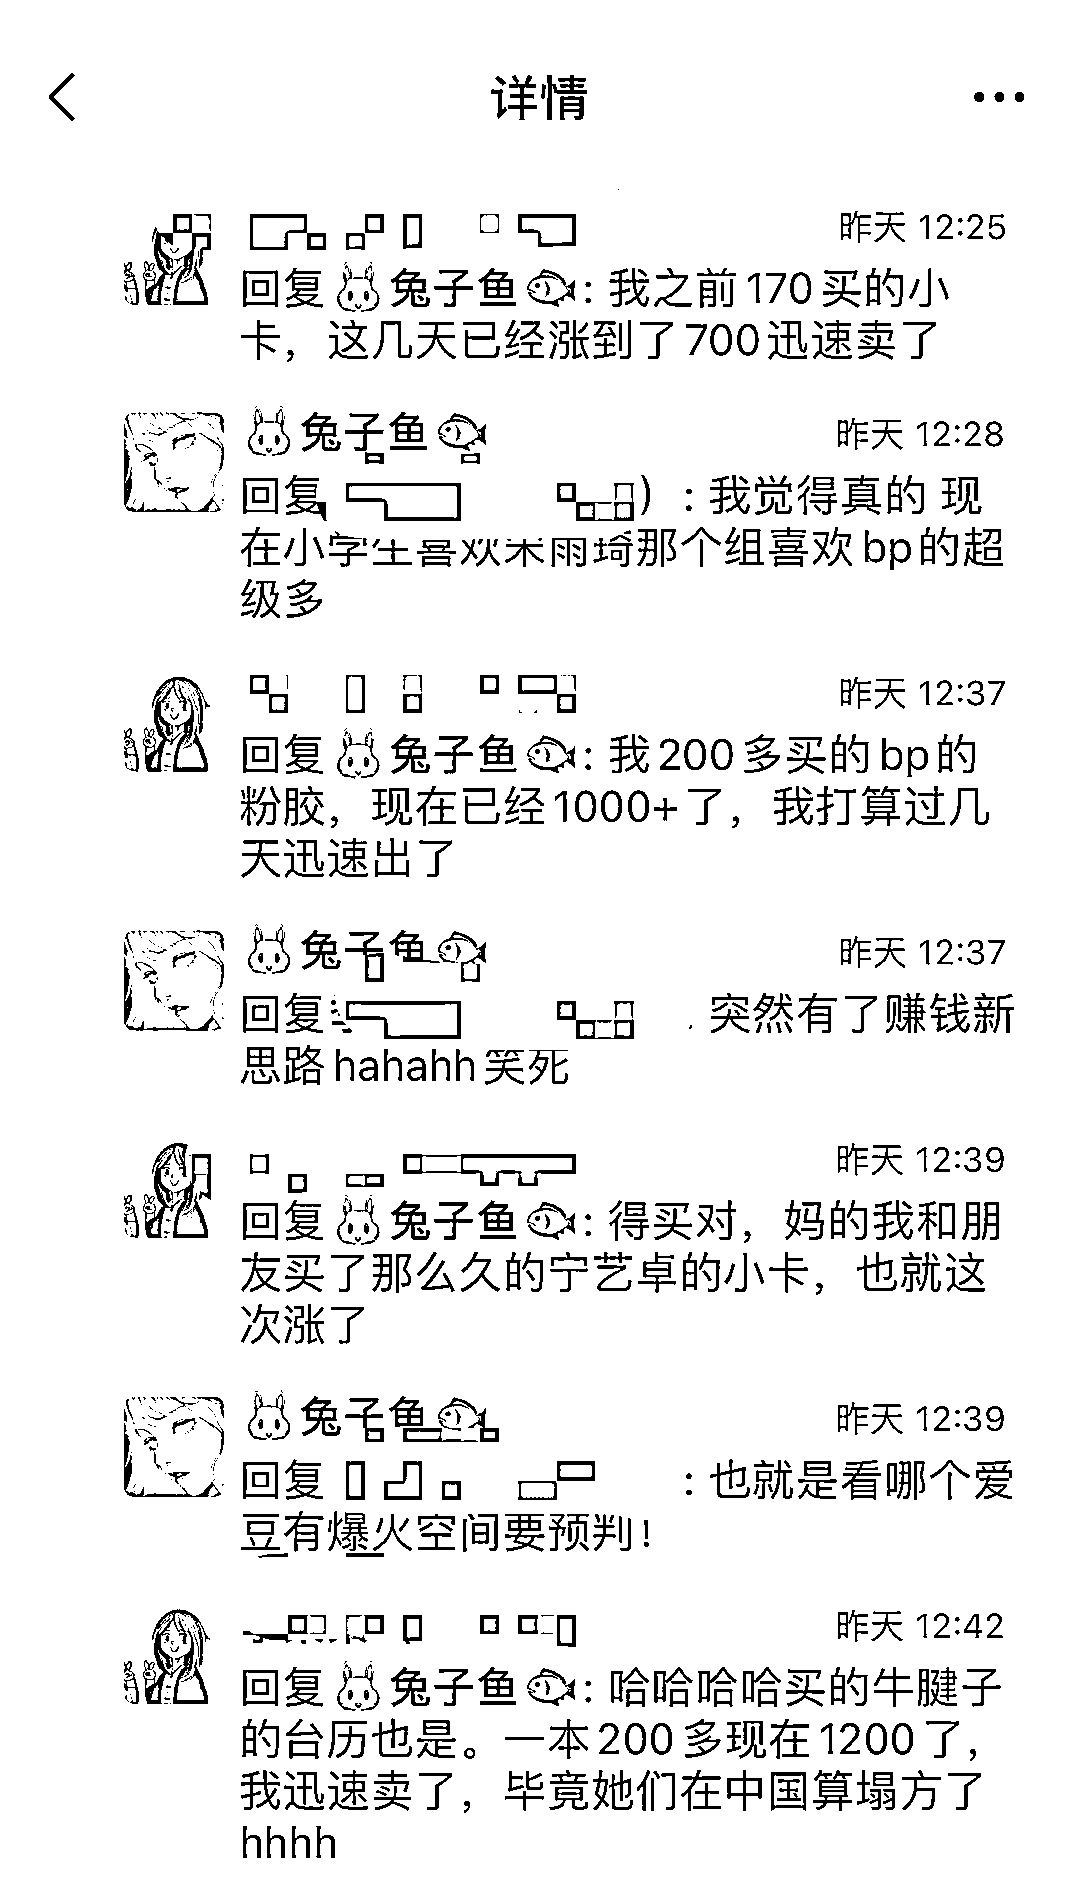 详情
昨天 12:25
回复🐰兔子鱼🐟: 我之前170买的小
卡，这几天已经涨到了700迅速卖了
🐰兔子鱼🐟
昨天 12:28
回复 ）: 我觉得真的 现
在小学生喜欢宋雨琦那个组喜欢bp的超
级多
昨天 12:37
回复🐰兔子鱼🐟: 我200多买的bp的
粉胶，现在已经1000+了，我打算过几
天迅速出了
🐰兔子鱼🐟
昨天 12:37
回复 突然有了赚钱新
思路hahahh笑死
昨天 12:39
回复🐰兔子鱼🐟: 得买对，妈的我和朋
友买了那么久的宁艺卓的小卡，也就这
次涨了
🐰兔子鱼🐟
昨天 12:39
回复 : 也就是看哪个爱
豆有爆火空间要预判！
昨天 12:42
回复🐰兔子鱼🐟: 哈哈哈哈买的牛腱子
的台历也是。一本200多现在1200了，
我迅速卖了，毕竟她们在中国算塌方了
hhhh